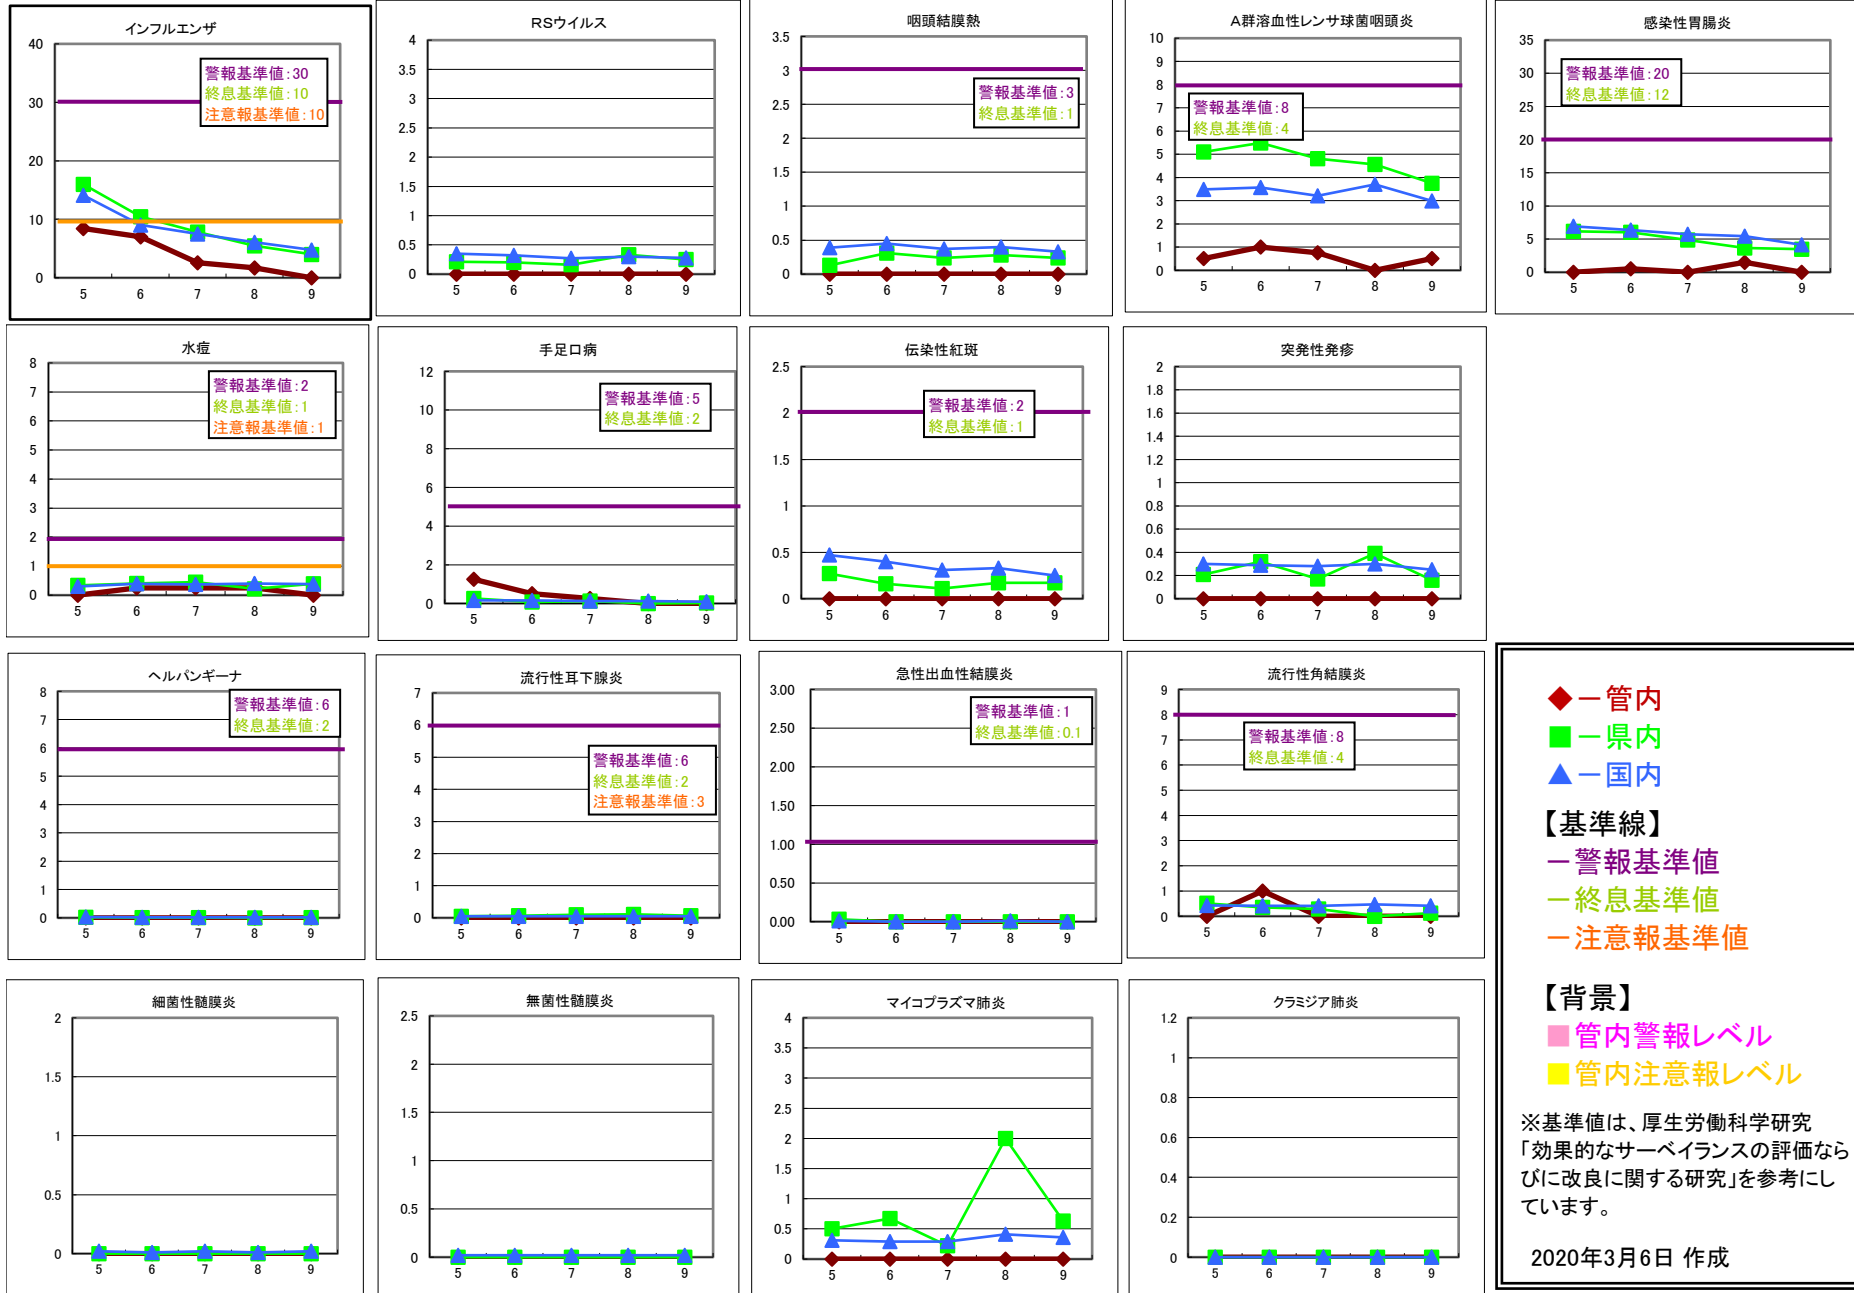 インフルエンザ
40
30
20
10
0
5 6 7 8 9
警報基準値:30
終息基準値:10
注意報基準値:10
RSウイルス
4
3.5
3
2.5
2
1.5
1
0.5
0
5 6 7 8 9
咽頭結膜熱
3.5
3
2.5
2
1.5
1
0.5
0
5 6 7 8 9
警報基準値:3
終息基準値:1
A群溶血性レンサ球菌咽頭炎
10
9
8
7
6
5
4
3
2
1
0
5 6 7 8 9
警報基準値:8
終息基準値:4
感染性胃腸炎
35
30
25
20
15
10
5
0
5 6 7 8 9
警報基準値:20
終息基準値:12
水痘
8
7
6
5
4
3
2
1
0
5 6 7 8 9
警報基準値:2
終息基準値:1
注意報基準値:1
手足口病
12
10
8
6
4
2
0
5 6 7 8 9
警報基準値:5
終息基準値:2
伝染性紅斑
2.5
2
1.5
1
0.5
0
5 6 7 8 9
警報基準値:2
終息基準値:1
突発性発疹
2
1.8
1.6
1.4
1.2
1
0.8
0.6
0.4
0.2
0
5 6 7 8 9
ヘルパンギーナ
8
7
6
5
4
3
2
1
0
5 6 7 8 9
警報基準値:6
終息基準値:2
流行性耳下腺炎
7
6
5
4
3
2
1
0
5 6 7 8 9
警報基準値:6
終息基準値:2
注意報基準値:3
急性出血性結膜炎
3.00
2.50
2.00
1.50
1.00
0.50
0.00
5 6 7 8 9
警報基準値:1
終息基準値:0.1
流行性角結膜炎
9
8
7
6
5
4
3
2
1
0
5 6 7 8 9
警報基準値:8
終息基準値:4
細菌性髄膜炎
2
1.5
1
0.5
0
5 6 7 8 9
無菌性髄膜炎
2.5
2
1.5
1
0.5
0
5 6 7 8 9
マイコプラズマ肺炎
4
3.5
3
2.5
2
1.5
1
0.5
0
5 6 7 8 9
クラミジア肺炎
1.2
1
0.8
0.6
0.4
0.2
0
5 6 7 8 9
◆－管内
■－県内
▲－国内
【基準線】
－警報基準値
－終息基準値
－注意報基準値
【背景】
■管内警報レベル
■管内注意報レベル
※基準値は、厚生労働科学研究
「効果的なサーベイランスの評価なら
びに改良に関する研究」を参考にし
ています。
2020年3月6日 作成